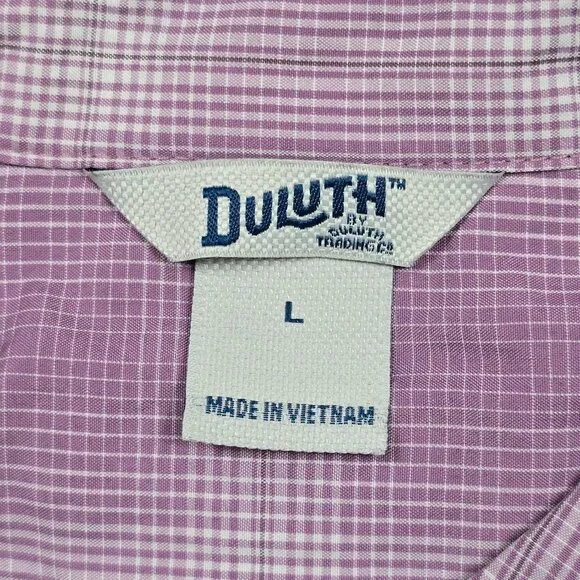 DULUTH™
BY
DULUTH
TRADING Cº
L
MADE IN VIETNAM